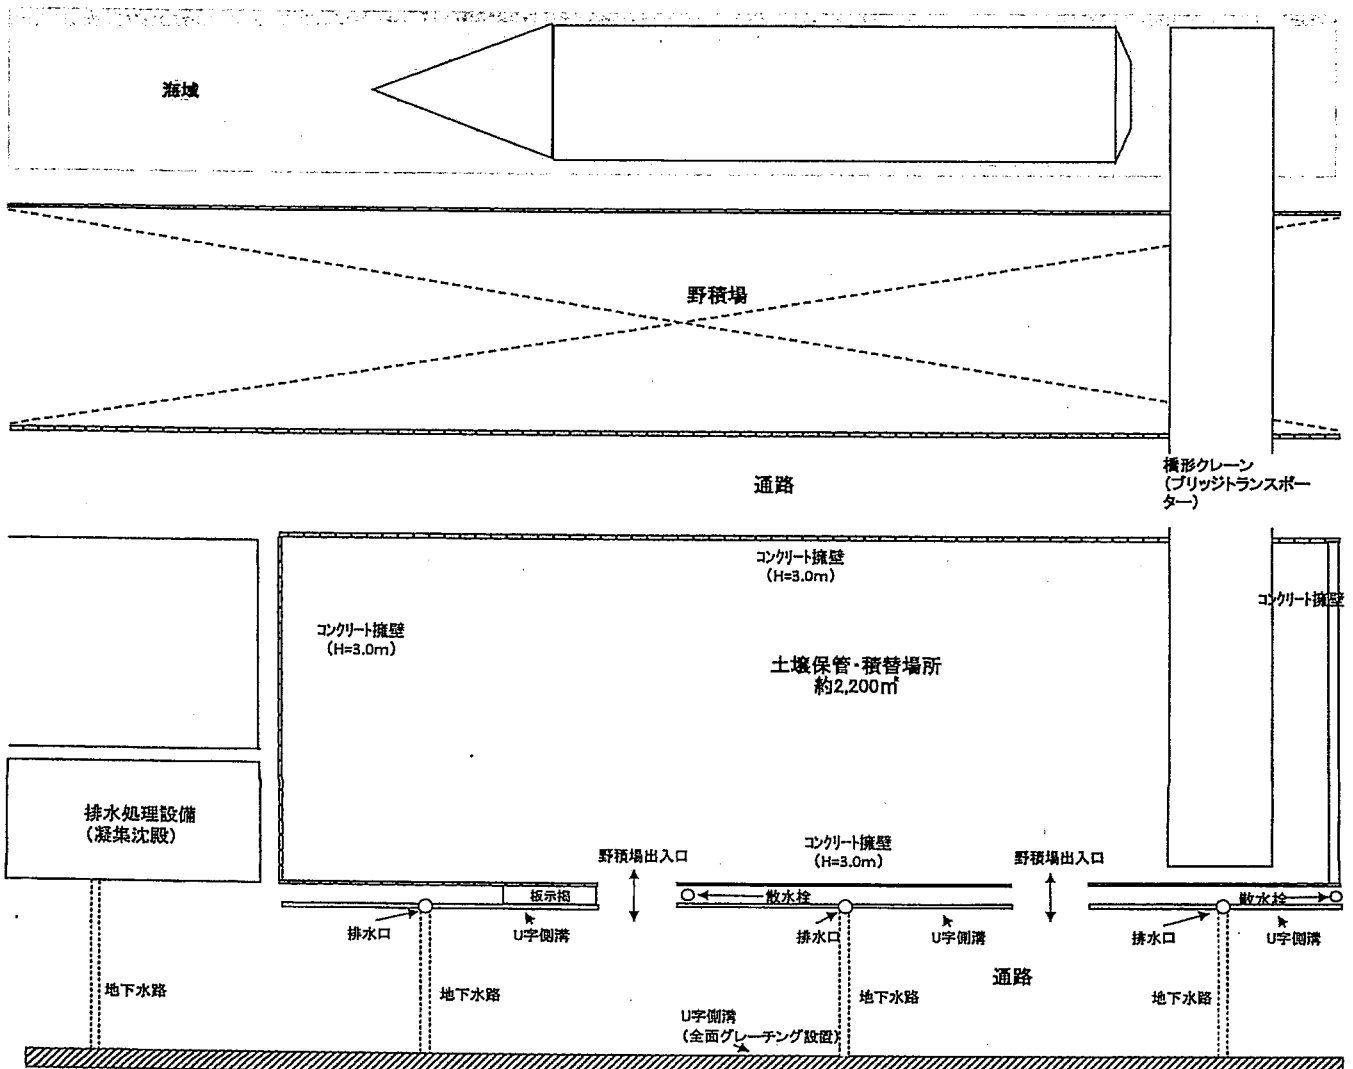 海域
野積場
橋形クレーン
(ブリッジトランスポー
ター)
通路
コンクリート擁壁
(H=3.0m)
コンクリート擁壁
コンクリート擁壁
(H=3.0m)
土壌保管・積替場所
約2,200㎡
排水処理設備
(凝集沈殿)
コンクリート擁壁
(H=3.0m)
野積場出入口
野積場出入口
板示掲
散水栓
散水栓
排水口
U字側溝
排水口
U字側溝
排水口
U字側溝
通路
地下水路
地下水路
地下水路
地下水路
U字側溝
(全面グレーチング設置)